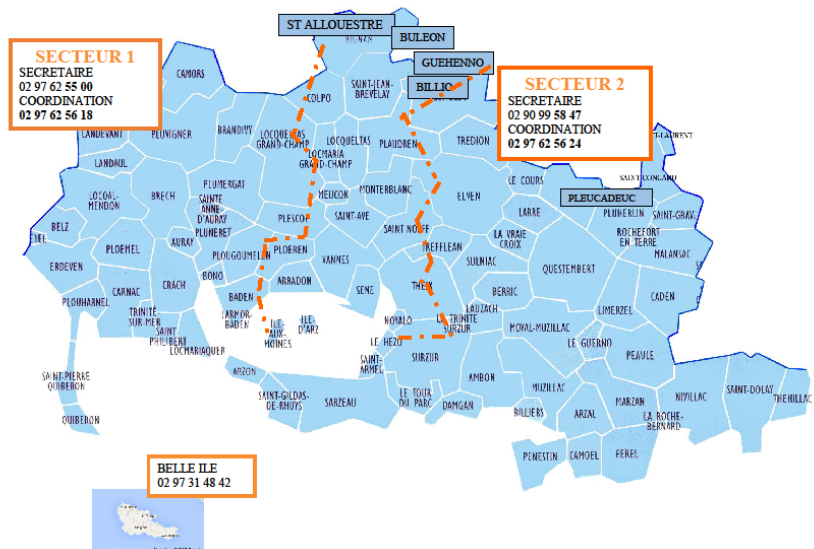 ST ALLOUESTRE
BULEON
GUEHENNO
BILLIO
SECTEUR 1
SECRETAIRE
02 97 62 55 00
COORDINATION
02 97 62 56 18
SECTEUR 2
SECRETAIRE
02 90 99 58 47
COORDINATION
02 97 62 56 24
CAMORS
COLPO
SAINT-JEAN-
BREVELAY
LANDEVANT
PLUVIGNER
BRANDIVY
LOCQUELTAS
GRAND-CHAMP
LOCQUELTAS
PLAUDREN
TREDION
LANDAUL
LOCMARIA
GRAND-CHAMP
SAINT-CONGARD
LOCOAL-
MENDON
BRECH
PLUMERGAT
MEUCON
MONTERBLANC
ELVEN
LE COURS
PLEUCADEUC
SAINTE
ANNE-
D'AURAY
PLESCOP
SAINT-AVE
LARRE
PLUHERLIN
SAINT-GRAV
BELZ
PLUNERET
SAINT NOLFF
LA VRAIE
CROIX
ROCHEFORT
EN TERRE
PLOEMEL
AURAY
PLOUGOUMELEN
PLOEREN
VANNES
TREFFLEAN
SULNIAC
QUESTEMBERT
MALANSAC
ERDEVEN
BONO
ARRADON
SENE
THEIX
BERRIC
CADEN
PLOUHARNEL
CARNAC
CRACH
BADEN
LAUZACH
LIMERZEL
TRINITE-
SUR-MER
LARMOR-
BADEN
ILE-
AUX-
MOINES
ILE-
D'ARZ
NOYALO
LA TRINITE
SURZUR
NOYAL-MUZILLAC
SAINT
PHILIBERT
LOCMARIAQUER
LE HEZO
LE GUERNO
PEAULE
SAINT-
ARMEL
SURZUR
SAINT-PIERRE
QUIBERON
ARZON
AMBON
MUZILLAC
SAINT-GILDAS-
DE-RHUYS
SARZEAU
LE TOUR
DU PARC
DAMGAN
BILLIERS
ARZAL
MARZAN
NIVILLAC
SAINT-DOLAY
THEHILLAC
QUIBERON
LA ROCHE-
BERNARD
PENESTIN
CAMOEL
FEREL
BELLE ILE
02 97 31 48 42